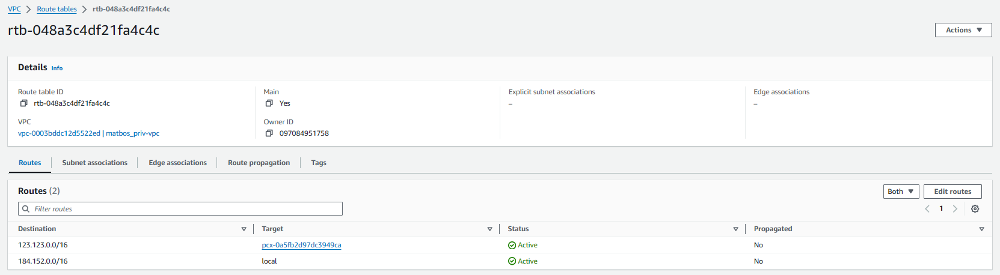 VPC > Route tables > rtb-048a3c4df21fa4c4c
rtb-048a3c4df21fa4c4c
Actions
Details Info
Route table ID
rtb-048a3c4df21fa4c4c
Main
Yes
Explicit subnet associations
–
Edge associations
–
VPC
vpc-0003bddc12d5522ed | matbos_priv-vpc
Owner ID
097084951758
Routes Subnet associations Edge associations Route propagation Tags
Routes (2)
Both Edit routes
Filter routes
1
Destination Target Status Propagated
123.123.0.0/16 pcx-0a5fb2d97dc3949ca Active No
184.152.0.0/16 local Active No